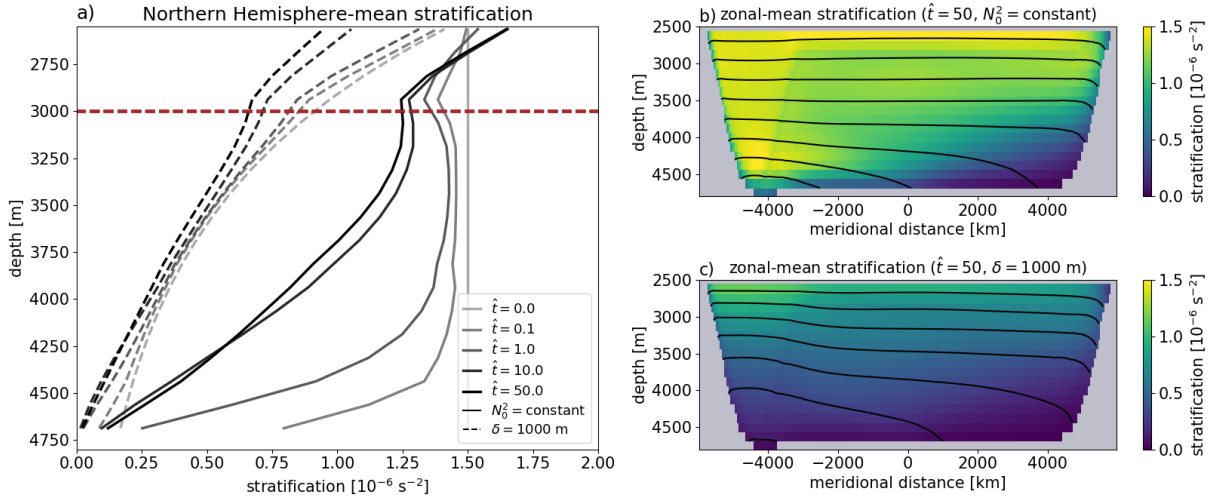 a) Northern Hemisphere-mean stratification
2750
3000
3250
3500
3750
4000
4250
4500
4750
depth [m]
0.00 0.25 0.50 0.75 1.00 1.25 1.50 1.75 2.00
stratification [10⁻⁶ s⁻²]
t̂ = 0.0
t̂ = 0.1
t̂ = 1.0
t̂ = 10.0
t̂ = 50.0
N₀² = constant
δ = 1000 m
b) zonal-mean stratification (t̂ = 50, N₀² = constant)
2500
3000
3500
4000
4500
depth [m]
−4000 −2000 0 2000 4000
meridional distance [km]
1.5
1.0
0.5
0.0
stratification [10⁻⁶ s⁻²]
c) zonal-mean stratification (t̂ = 50, δ = 1000 m)
2500
3000
3500
4000
4500
depth [m]
−4000 −2000 0 2000 4000
meridional distance [km]
1.5
1.0
0.5
0.0
stratification [10⁻⁶ s⁻²]